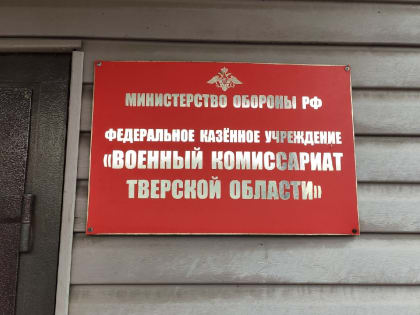 МИНИСТЕРСТВО ОБОРОНЫ РФ
ФЕДЕРАЛЬНОЕ КАЗЁННОЕ УЧРЕЖДЕНИЕ
«ВОЕННЫЙ КОМИССАРИАТ
ТВЕРСКОЙ ОБЛАСТИ»